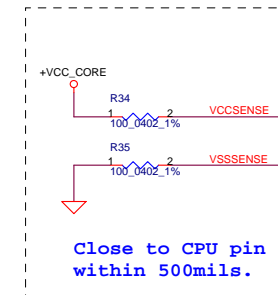 +VCC_CORE
R34
1 2 VCCSENSE
100_0402_1%
R35
1 2 VSSSENSE
100_0402_1%
Close to CPU pin
within 500mils.